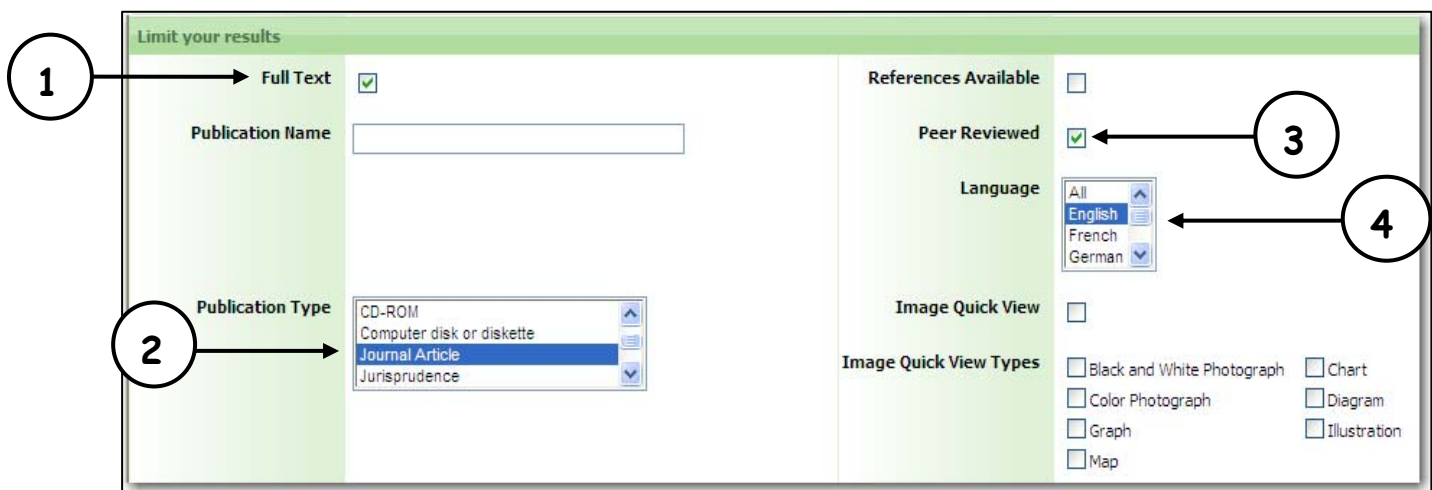 Limit your results
1
Full Text
References Available
Publication Name
Peer Reviewed
3
Language
All
English
French
German
4
Publication Type
CD-ROM
Computer disk or diskette
Journal Article
Jurisprudence
2
Image Quick View
Image Quick View Types
Black and White Photograph
Chart
Color Photograph
Diagram
Graph
Illustration
Map